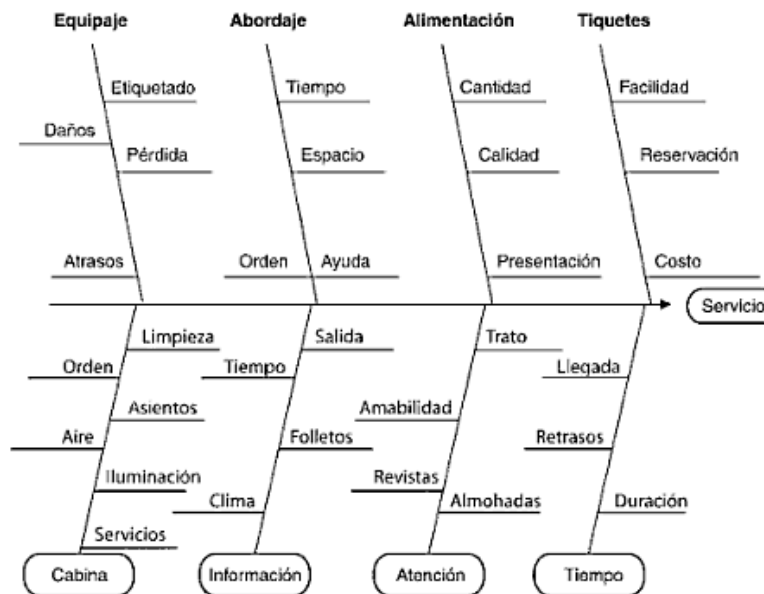 Equipaje
Abordaje
Alimentación
Tiquetes
Etiquetado
Tiempo
Cantidad
Facilidad
Daños
Pérdida
Espacio
Calidad
Reservación
Atrasos
Orden
Ayuda
Presentación
Costo
Servicio
Limpieza
Salida
Trato
Orden
Tiempo
Llegada
Asientos
Amabilidad
Aire
Folletos
Retrasos
Iluminación
Revistas
Clima
Almohadas
Duración
Servicios
Cabina
Información
Atención
Tiempo